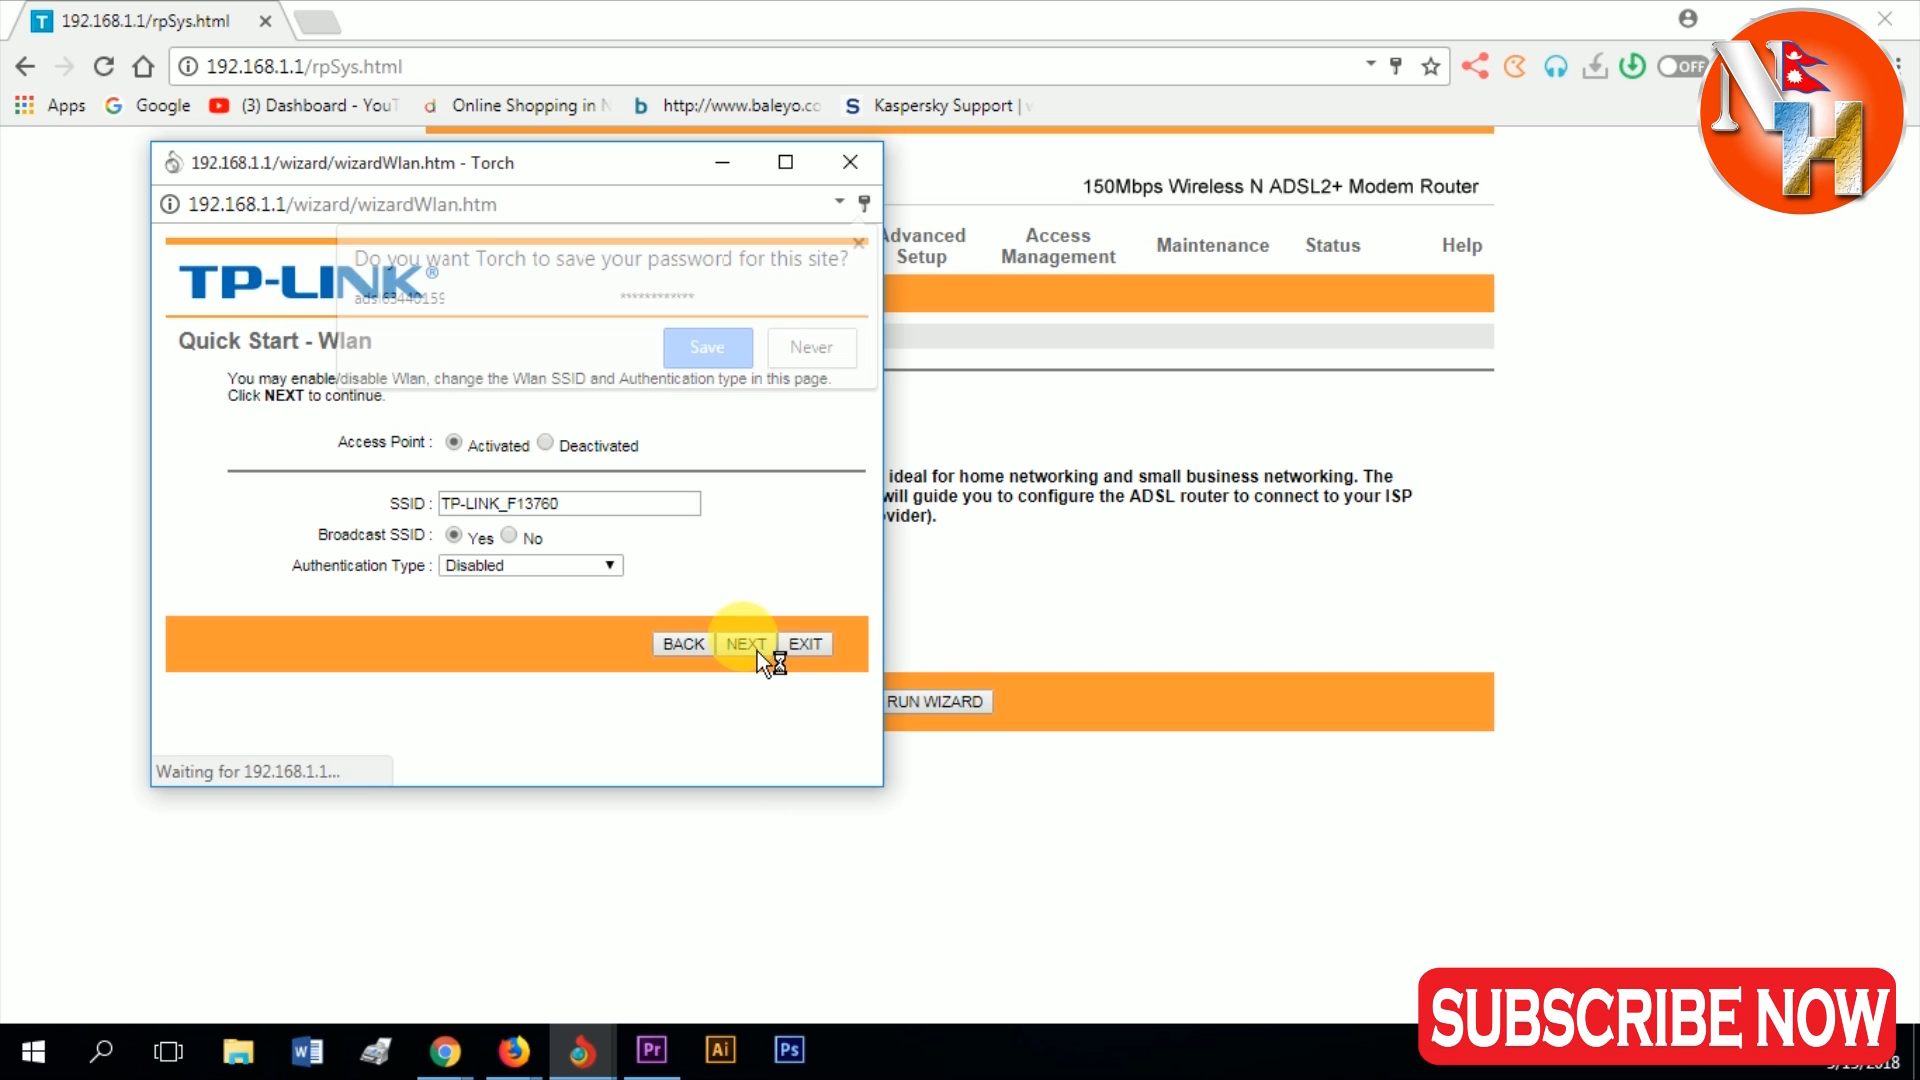 T 192.168.1.1/rpSys.html
192.168.1.1/rpSys.html
OFF
Apps Google (3) Dashboard - YouT Online Shopping in N b http://www.baleyo.co S Kaspersky Support |
NH
192.168.1.1/wizard/wizardWlan.htm - Torch
192.168.1.1/wizard/wizardWlan.htm
150Mbps Wireless N ADSL2+ Modem Router
Advanced Setup
Access Management
Maintenance
Status
Help
Do you want Torch to save your password for this site?
TP-LINK®
adsl63440159 ************
Save Never
Quick Start - Wlan
You may enable/disable Wlan, change the Wlan SSID and Authentication type in this page.
Click NEXT to continue.
Access Point : Activated Deactivated
SSID : TP-LINK_F13760
Broadcast SSID : Yes No
Authentication Type : Disabled
BACK NEXT EXIT
Waiting for 192.168.1.1...
ideal for home networking and small business networking. The
will guide you to configure the ADSL router to connect to your ISP
vider).
RUN WIZARD
SUBSCRIBE NOW
Pr Ai Ps